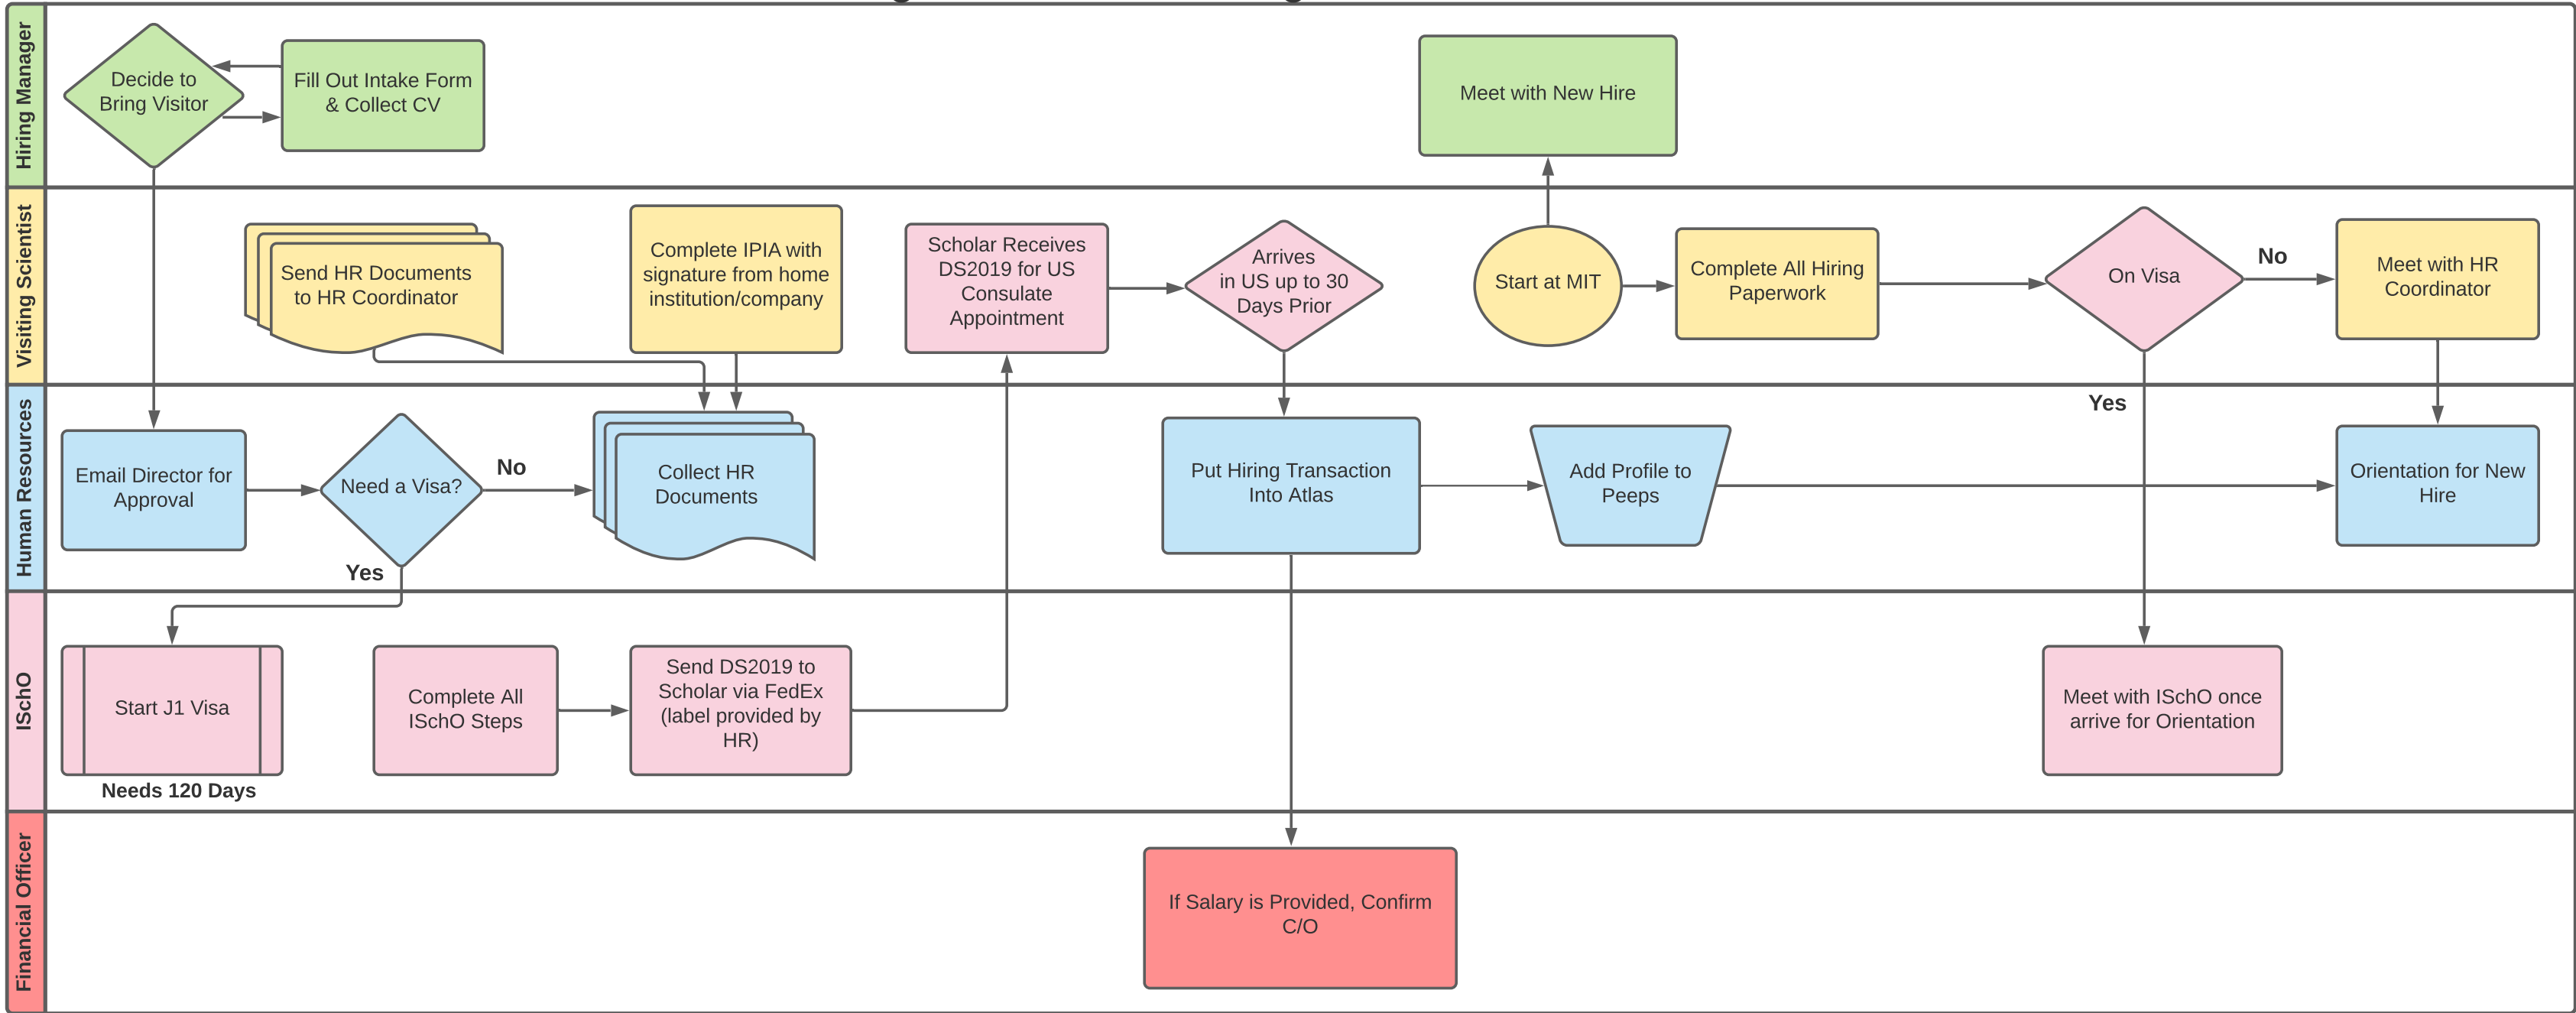 Hiring Manager
Decide to
Bring Visitor
Fill Out Intake Form
& Collect CV
Meet with New Hire
Visiting Scientist
Send HR Documents
to HR Coordinator
Complete IPIA with
signature from home
institution/company
Scholar Receives
DS2019 for US
Consulate
Appointment
Arrives
in US up to 30
Days Prior
Start at MIT
Complete All Hiring
Paperwork
On Visa
No
Meet with HR
Coordinator
Yes
Human Resources
Email Director for
Approval
Need a Visa?
No
Yes
Collect HR
Documents
Put Hiring Transaction
Into Atlas
Add Profile to
Peeps
Orientation for New
Hire
ISchO
Start J1 Visa
Needs 120 Days
Complete All
ISchO Steps
Send DS2019 to
Scholar via FedEx
(label provided by
HR)
Meet with ISchO once
arrive for Orientation
Financial Officer
If Salary is Provided, Confirm
C/O